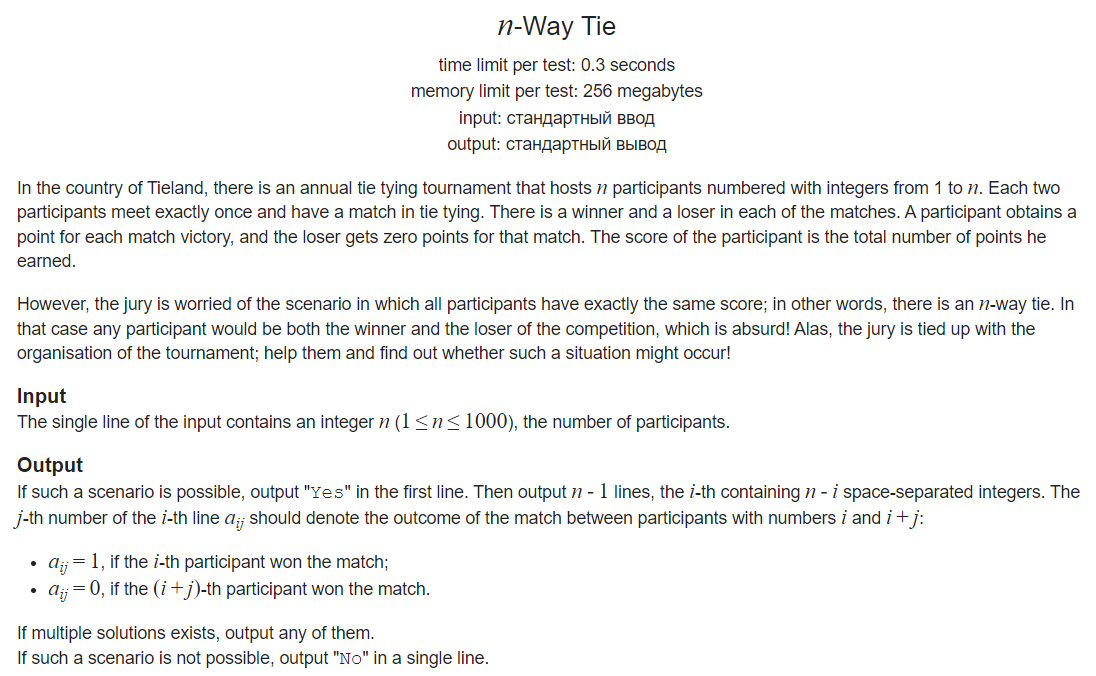 n-Way Tie
time limit per test: 0.3 seconds
memory limit per test: 256 megabytes
input: стандартный ввод
output: стандартный вывод
In the country of Tieland, there is an annual tie tying tournament that hosts n participants numbered with integers from 1 to n. Each two
participants meet exactly once and have a match in tie tying. There is a winner and a loser in each of the matches. A participant obtains a
point for each match victory, and the loser gets zero points for that match. The score of the participant is the total number of points he
earned.
However, the jury is worried of the scenario in which all participants have exactly the same score; in other words, there is an n-way tie. In
that case any participant would be both the winner and the loser of the competition, which is absurd! Alas, the jury is tied up with the
organisation of the tournament; help them and find out whether such a situation might occur!
Input
The single line of the input contains an integer n (1 ≤ n ≤ 1000), the number of participants.
Output
If such a scenario is possible, output "Yes" in the first line. Then output n - 1 lines, the i-th containing n - i space-separated integers. The
j-th number of the i-th line a_ij should denote the outcome of the match between participants with numbers i and i + j:
• a_ij = 1, if the i-th participant won the match;
• a_ij = 0, if the (i + j)-th participant won the match.
If multiple solutions exists, output any of them.
If such a scenario is not possible, output "No" in a single line.